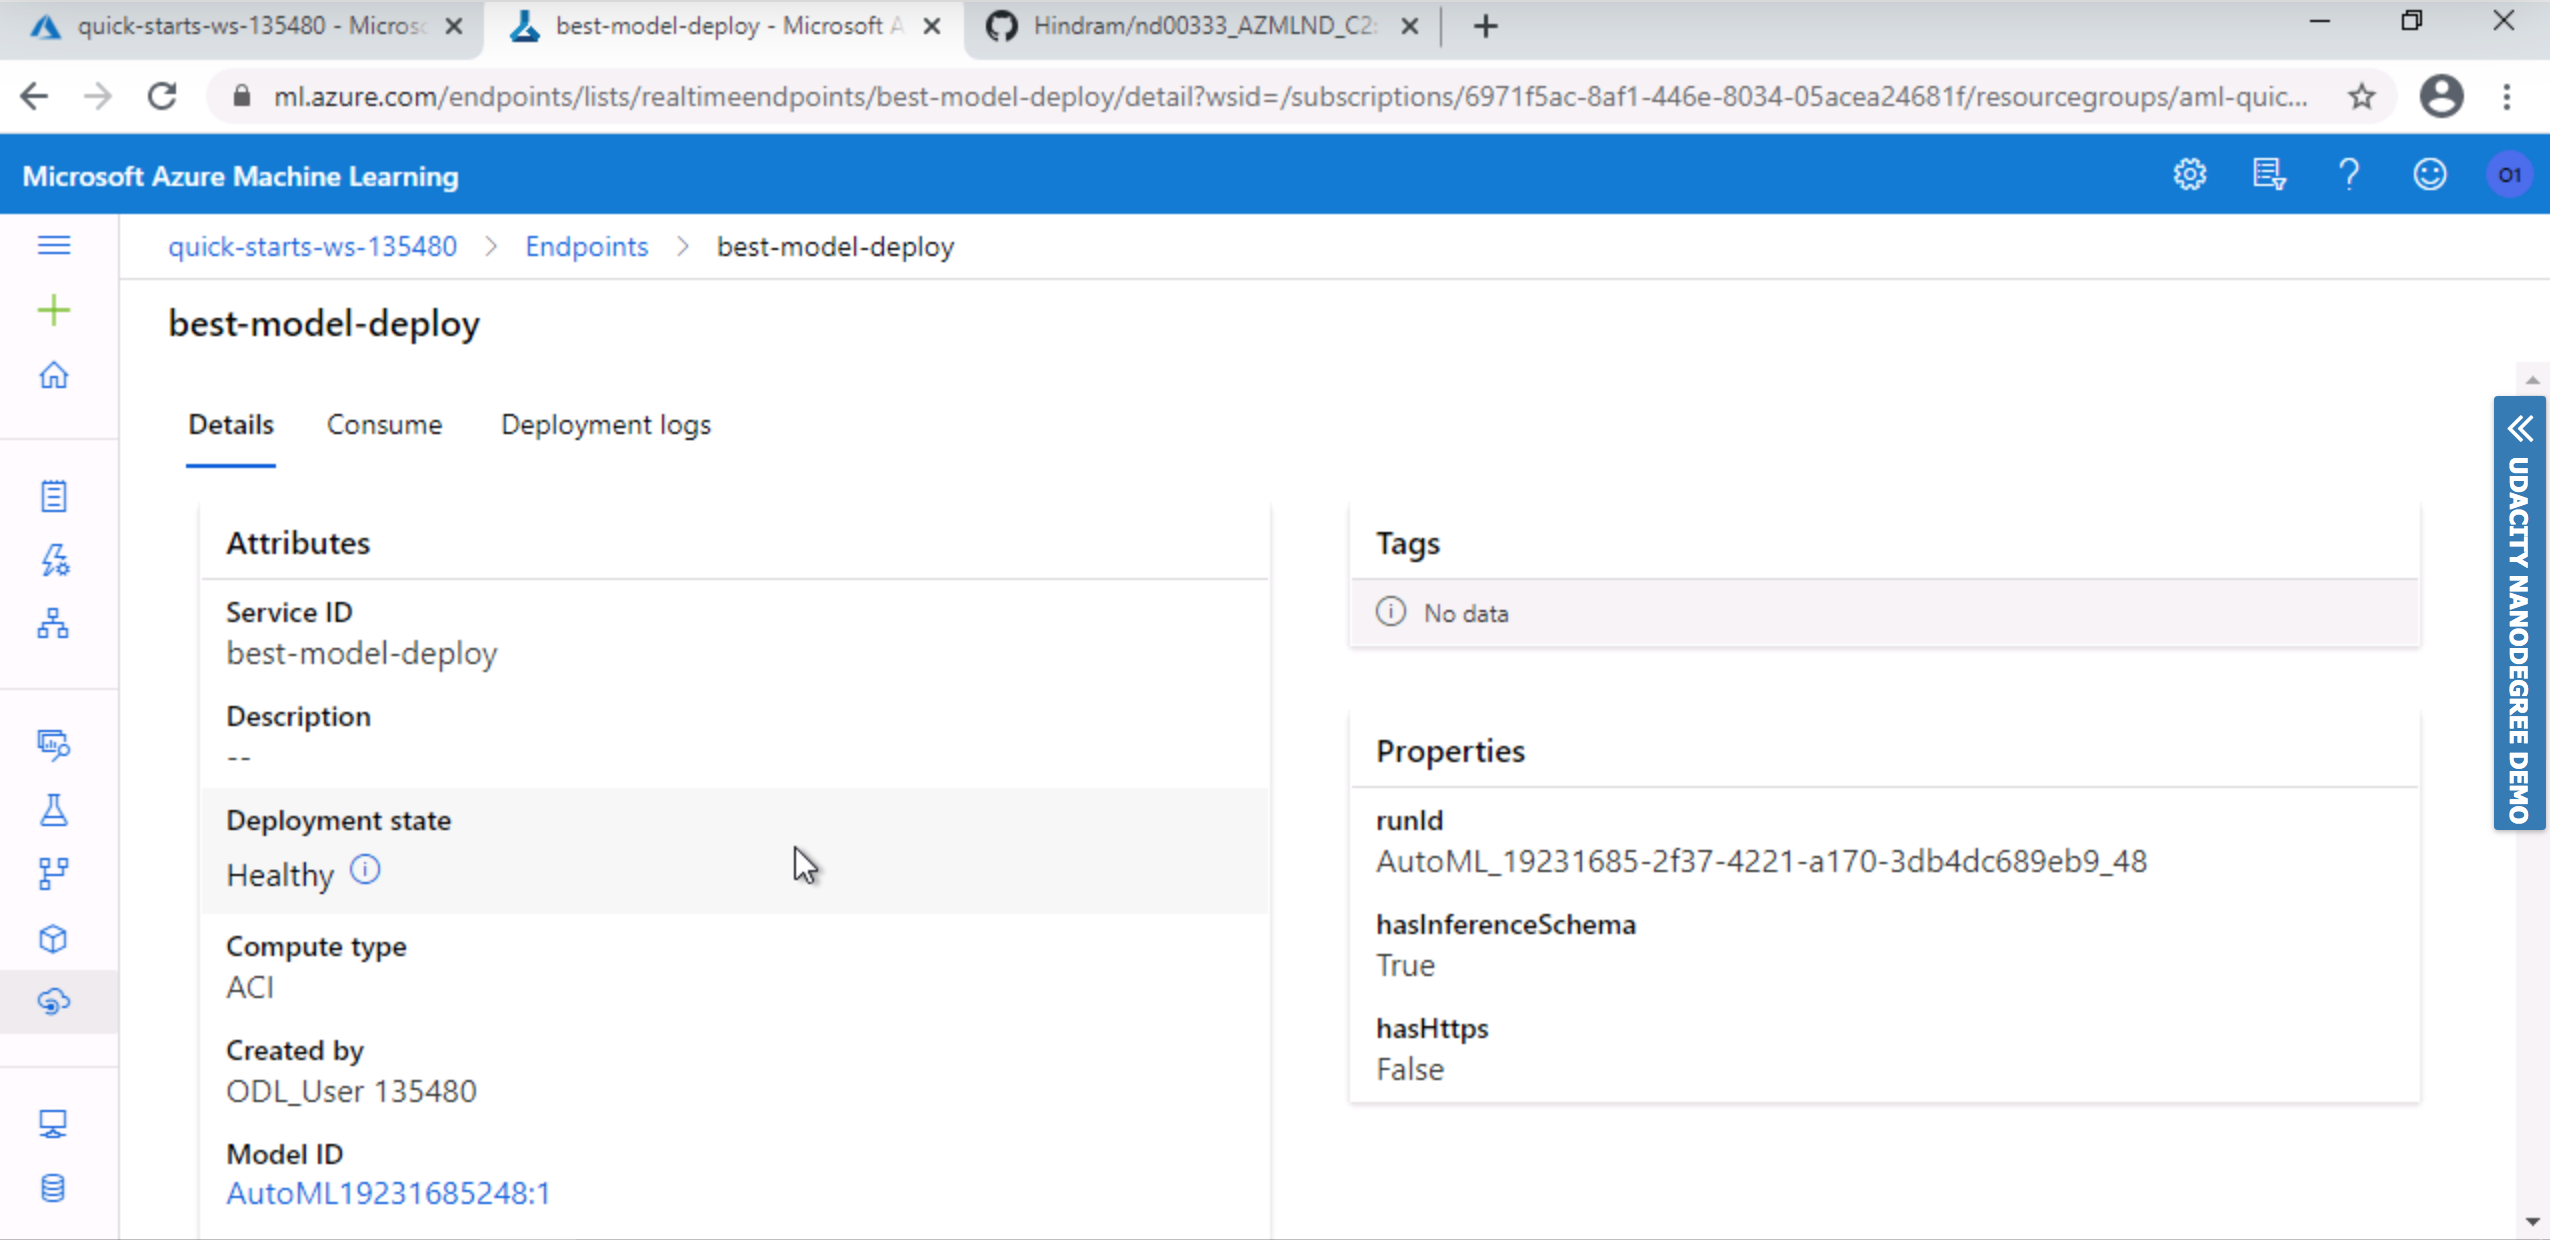 quick-starts-ws-135480 - Micros
best-model-deploy - Microsoft A
Hindram/nd00333_AZMLND_C2
ml.azure.com/endpoints/lists/realtimeendpoints/best-model-deploy/detail?wsid=/subscriptions/6971f5ac-8af1-446e-8034-05acea24681f/resourcegroups/aml-quic...
Microsoft Azure Machine Learning
?
O1
quick-starts-ws-135480 > Endpoints > best-model-deploy
best-model-deploy
Details Consume Deployment logs
Attributes
Service ID
best-model-deploy
Description
--
Deployment state
Healthy
Compute type
ACI
Created by
ODL_User 135480
Model ID
AutoML19231685248:1
Tags
No data
Properties
runId
AutoML_19231685-2f37-4221-a170-3db4dc689eb9_48
hasInferenceSchema
True
hasHttps
False
UDACITY NANODEGREE DEMO